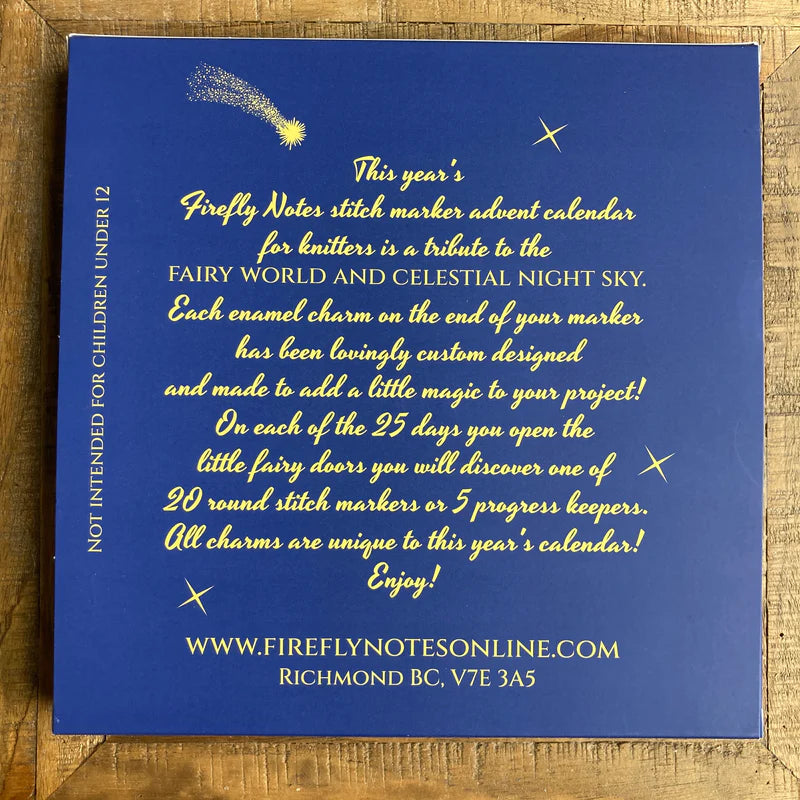 This year's
Firefly Notes stitch marker advent calendar
for knitters is a tribute to the
FAIRY WORLD AND CELESTIAL NIGHT SKY.
Each enamel charm on the end of your marker
has been lovingly custom designed
and made to add a little magic to your project!
On each of the 25 days you open the
little fairy doors you will discover one of
20 round stitch markers or 5 progress keepers.
All charms are unique to this year's calendar!
Enjoy!
WWW.FIREFLYNOTESONLINE.COM
RICHMOND BC, V7E 3A5
NOT INTENDED FOR CHILDREN UNDER 12